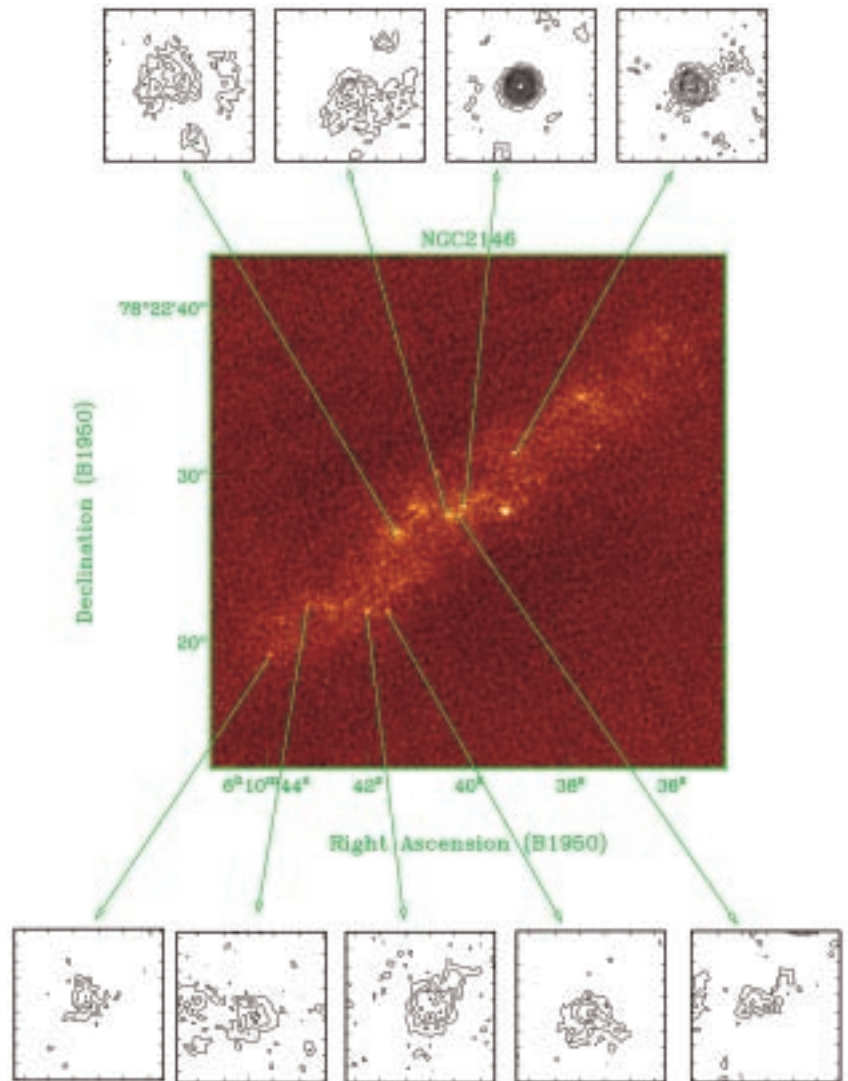 NGC2146
78°22'40"
30"
20"
Declination (B1950)
6ʰ10ᵐ44ˢ 42ˢ 40ˢ 38ˢ 36ˢ
Right Ascension (B1950)